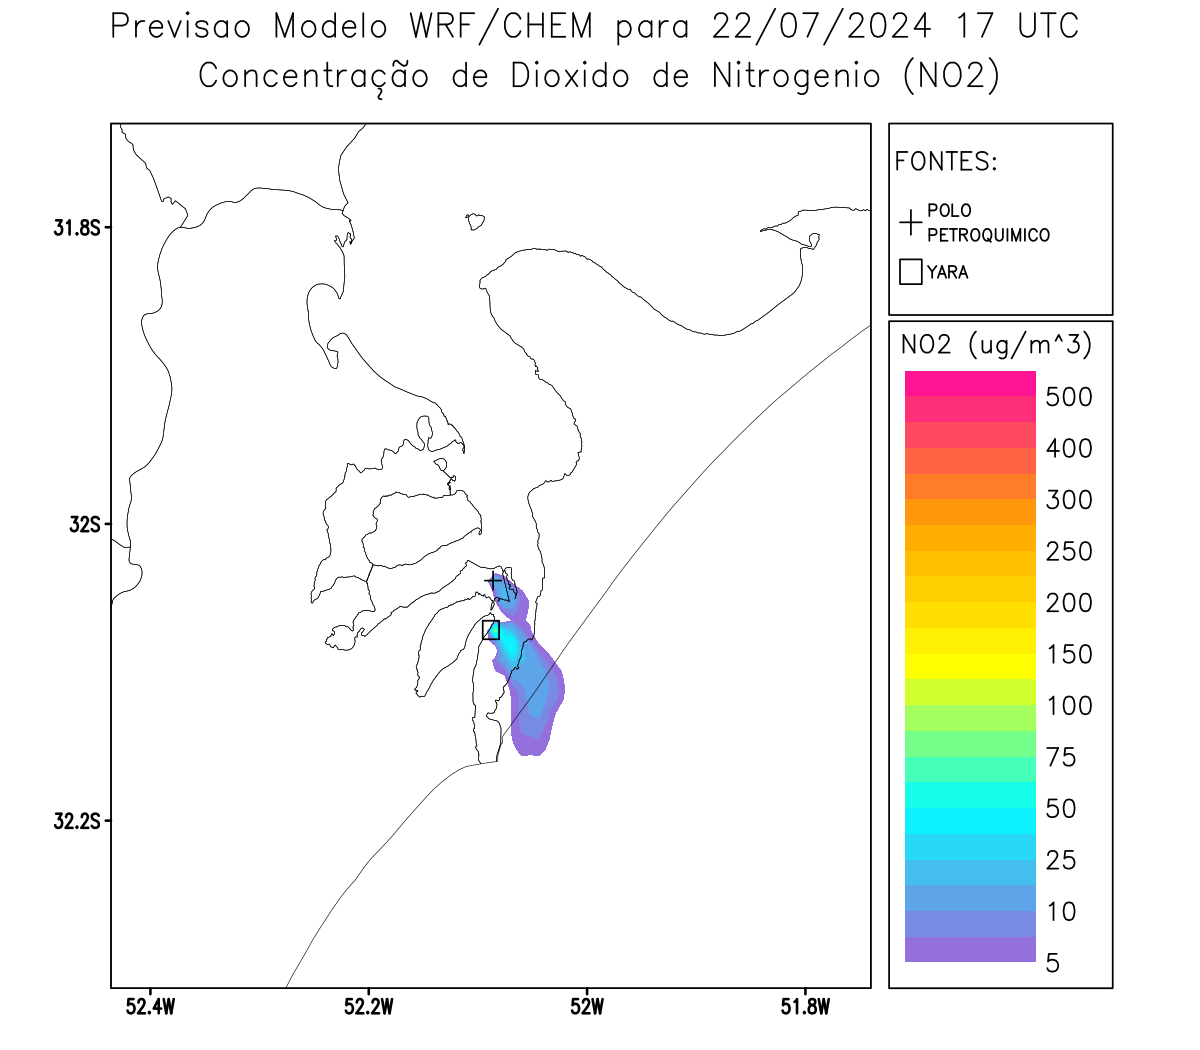 Previsao Modelo WRF/CHEM para 22/07/2024 17 UTC
Concentração de Dioxido de Nitrogenio (NO2)
FONTES:
POLO
PETROQUIMICO
YARA
NO2 (ug/m^3)
500
400
300
250
200
150
100
75
50
25
10
5
31.8S
32S
32.2S
52.4W
52.2W
52W
51.8W